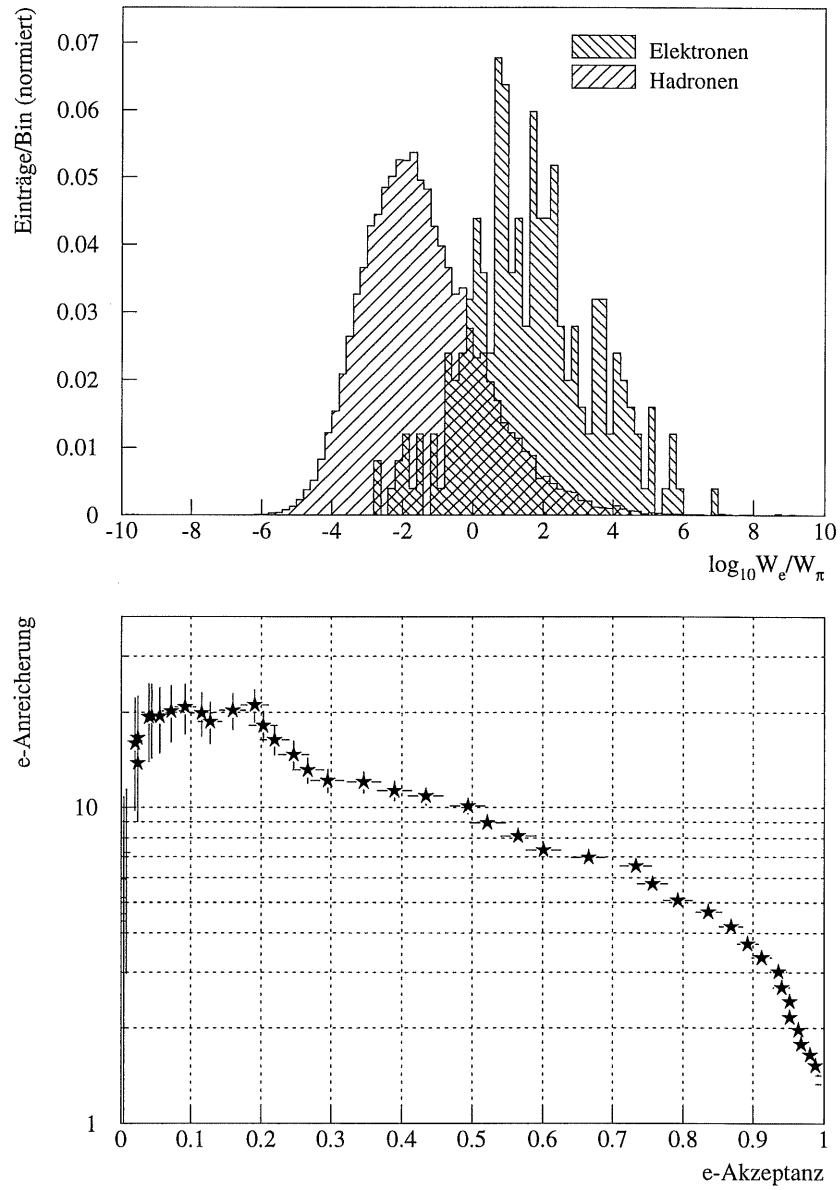 Einträge/Bin (normiert)
0.07
0.06
0.05
0.04
0.03
0.02
0.01
0
Elektronen
Hadronen
-10 -8 -6 -4 -2 0 2 4 6 8 10
log₁₀Wₑ/W_π
e-Anreicherung
10
1
0 0.1 0.2 0.3 0.4 0.5 0.6 0.7 0.8 0.9 1
e-Akzeptanz